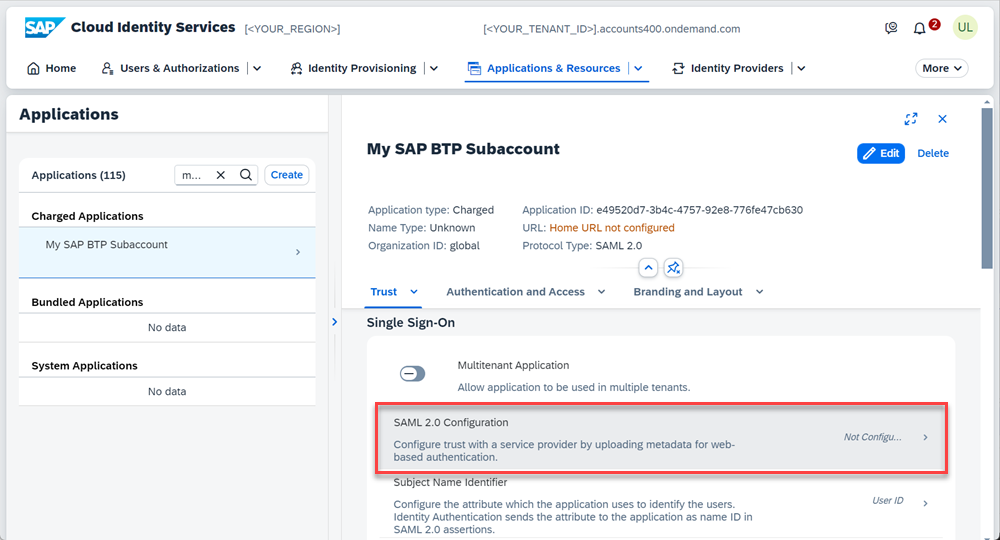 SAP Cloud Identity Services [<YOUR_REGION>] [<YOUR_TENANT_ID>].accounts400.ondemand.com 2 UL
Home Users & Authorizations Identity Provisioning Applications & Resources Identity Providers More
Applications
My SAP BTP Subaccount Edit Delete
Applications (115) m... Create
Charged Applications
My SAP BTP Subaccount
Bundled Applications
No data
System Applications
No data
Application type: Charged Application ID: e49520d7-3b4c-4757-92e8-776fe47cb630
Name Type: Unknown URL: Home URL not configured
Organization ID: global Protocol Type: SAML 2.0
Trust Authentication and Access Branding and Layout
Single Sign-On
Multitenant Application
Allow application to be used in multiple tenants.
SAML 2.0 Configuration
Configure trust with a service provider by uploading metadata for web-
based authentication.
Not Configu...
Subject Name Identifier
Configure the attribute which the application uses to identify the users.
Identity Authentication sends the attribute to the application as name ID in
SAML 2.0 assertions.
User ID